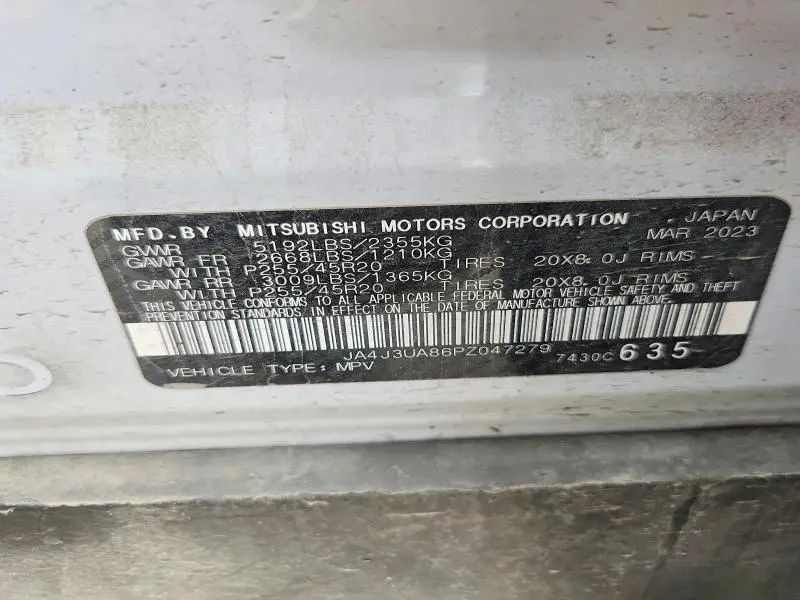 MFD.BY MITSUBISHI MOTORS CORPORATION JAPAN
GVWR 5192LBS/2355KG MAR 2023
GAWR FR 2668LBS/1210KG
WITH P255/45R20 TIRES 20X8.0J RIMS
GAWR RR 3009LBS/1365KG
WITH P255/45R20 TIRES 20X8.0J RIMS
THIS VEHICLE CONFORMS TO ALL APPLICABLE FEDERAL MOTOR VEHICLE SAFETY AND THEFT
PREVENTION STANDARDS IN EFFECT ON THE DATE OF MANUFACTURE SHOWN ABOVE.
JA4J3UA86PZ047279 7430C 635
VEHICLE TYPE: MPV